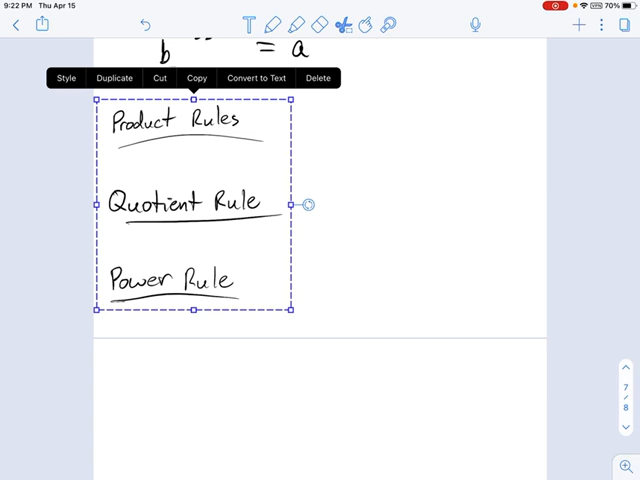 9:22 PM Thu Apr 15
VPN 70%
T
b = a
Style Duplicate Cut Copy Convert to Text Delete
Product Rules
Quotient Rule
Power Rule
7
/
8